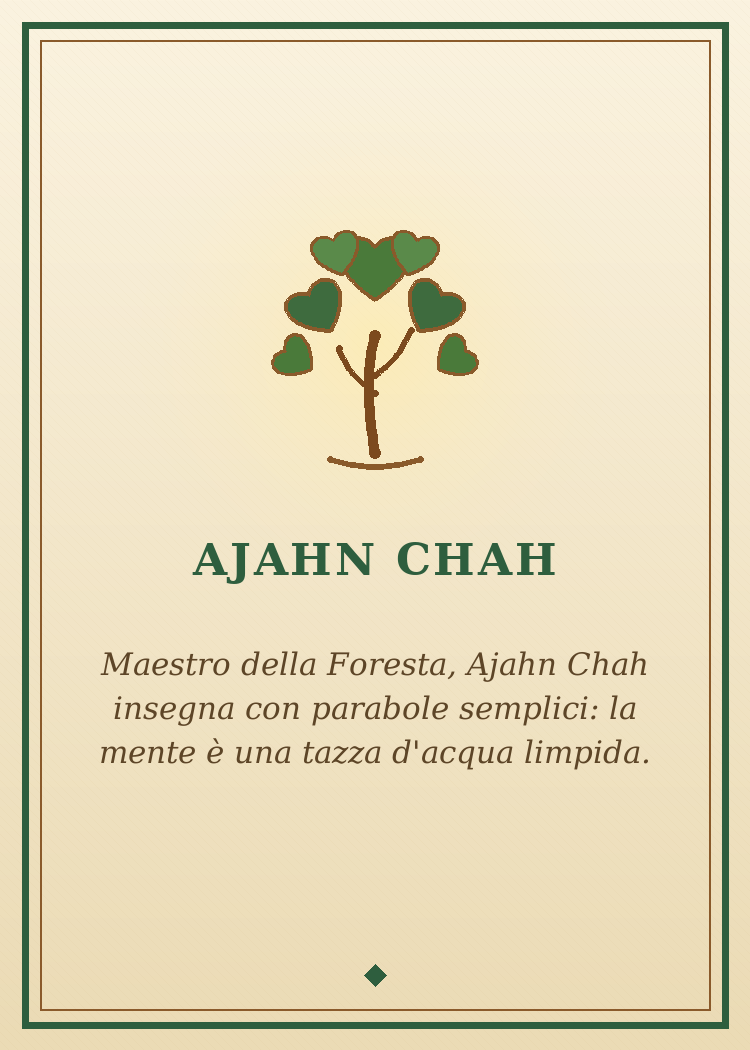 AJAHN CHAH
Maestro della Foresta, Ajahn Chah
insegna con parabole semplici: la
mente è una tazza d'acqua limpida.